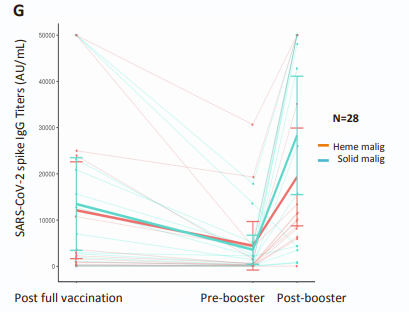 G
SARS-CoV-2 spike IgG Titers (AU/mL)
50000
40000
30000
20000
10000
0
N=28
Heme malig
Solid malig
Post full vaccination
Pre-booster
Post-booster